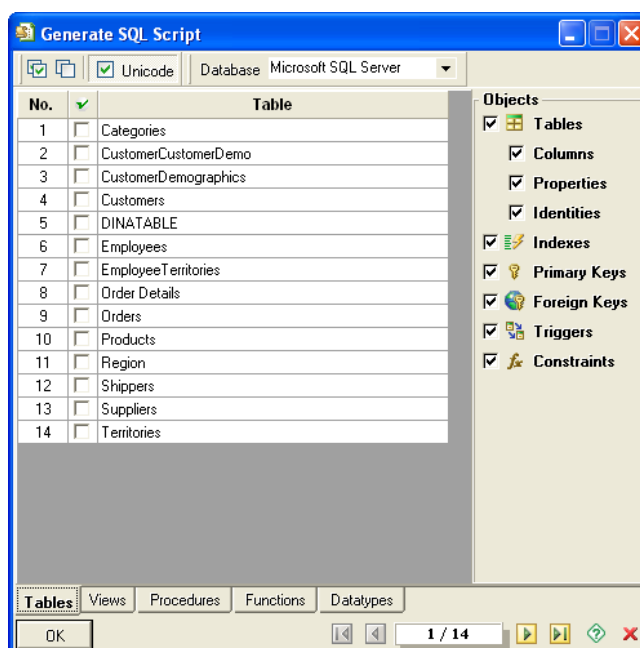 Generate SQL Script
Unicode Database Microsoft SQL Server
No. Table
1 Categories
2 CustomerCustomerDemo
3 CustomerDemographics
4 Customers
5 DINATABLE
6 Employees
7 EmployeeTerritories
8 Order Details
9 Orders
10 Products
11 Region
12 Shippers
13 Suppliers
14 Territories
Objects
Tables
Columns
Properties
Identities
Indexes
Primary Keys
Foreign Keys
Triggers
fx Constraints
Tables Views Procedures Functions Datatypes
OK 1 / 14